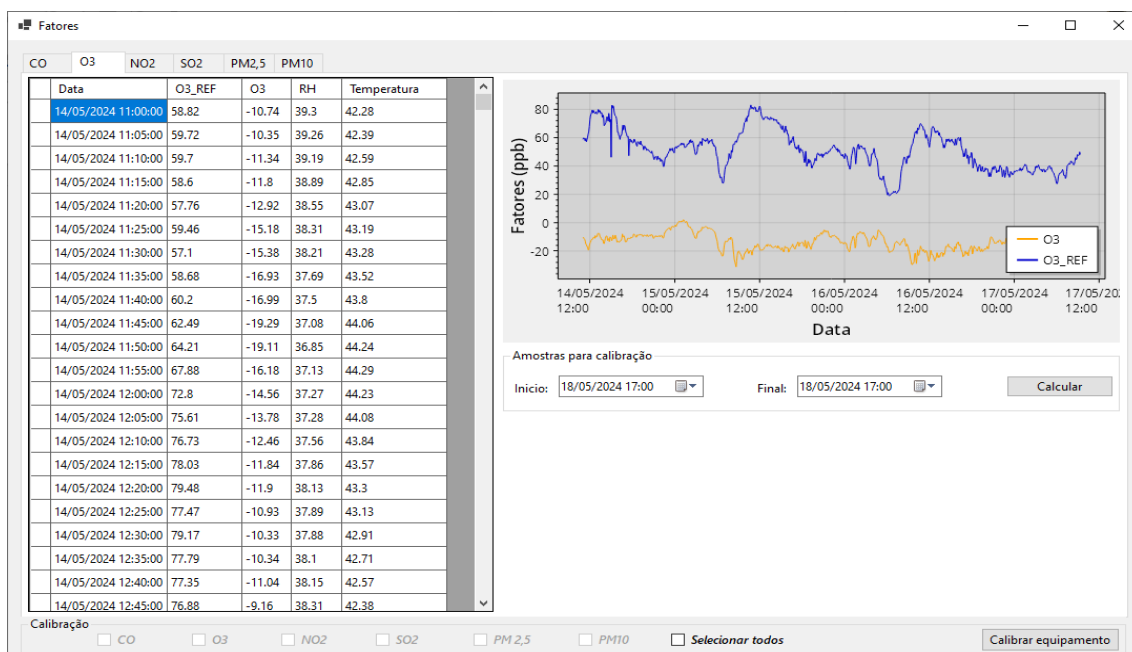 Fatores
CO O3 NO2 SO2 PM2,5 PM10
Data O3_REF O3 RH Temperatura
14/05/2024 11:00:00 58.82 -10.74 39.3 42.28
14/05/2024 11:05:00 59.72 -10.35 39.26 42.39
14/05/2024 11:10:00 59.7 -11.34 39.19 42.59
14/05/2024 11:15:00 58.6 -11.8 38.89 42.85
14/05/2024 11:20:00 57.76 -12.92 38.55 43.07
14/05/2024 11:25:00 59.46 -15.18 38.31 43.19
14/05/2024 11:30:00 57.1 -15.38 38.21 43.28
14/05/2024 11:35:00 58.68 -16.93 37.69 43.52
14/05/2024 11:40:00 60.2 -16.99 37.5 43.8
14/05/2024 11:45:00 62.49 -19.29 37.08 44.06
14/05/2024 11:50:00 64.21 -19.11 36.85 44.24
14/05/2024 11:55:00 67.88 -16.18 37.13 44.29
14/05/2024 12:00:00 72.8 -14.56 37.27 44.23
14/05/2024 12:05:00 75.61 -13.78 37.28 44.08
14/05/2024 12:10:00 76.73 -12.46 37.56 43.84
14/05/2024 12:15:00 78.03 -11.84 37.86 43.57
14/05/2024 12:20:00 79.48 -11.9 38.13 43.3
14/05/2024 12:25:00 77.47 -10.93 37.89 43.13
14/05/2024 12:30:00 79.17 -10.33 37.88 42.91
14/05/2024 12:35:00 77.79 -10.34 38.1 42.71
14/05/2024 12:40:00 77.35 -11.04 38.15 42.57
14/05/2024 12:45:00 76.88 -9.16 38.31 42.38
Fatores (ppb)
80
60
40
20
0
-20
O3
O3_REF
14/05/2024 15/05/2024 15/05/2024 16/05/2024 16/05/2024 17/05/2024 17/05/20
12:00 00:00 12:00 00:00 12:00 00:00 12:00
Data
Amostras para calibração
Inicio: 18/05/2024 17:00 Final: 18/05/2024 17:00 Calcular
Calibração
CO O3 NO2 SO2 PM 2,5 PM10 Selecionar todos Calibrar equipamento